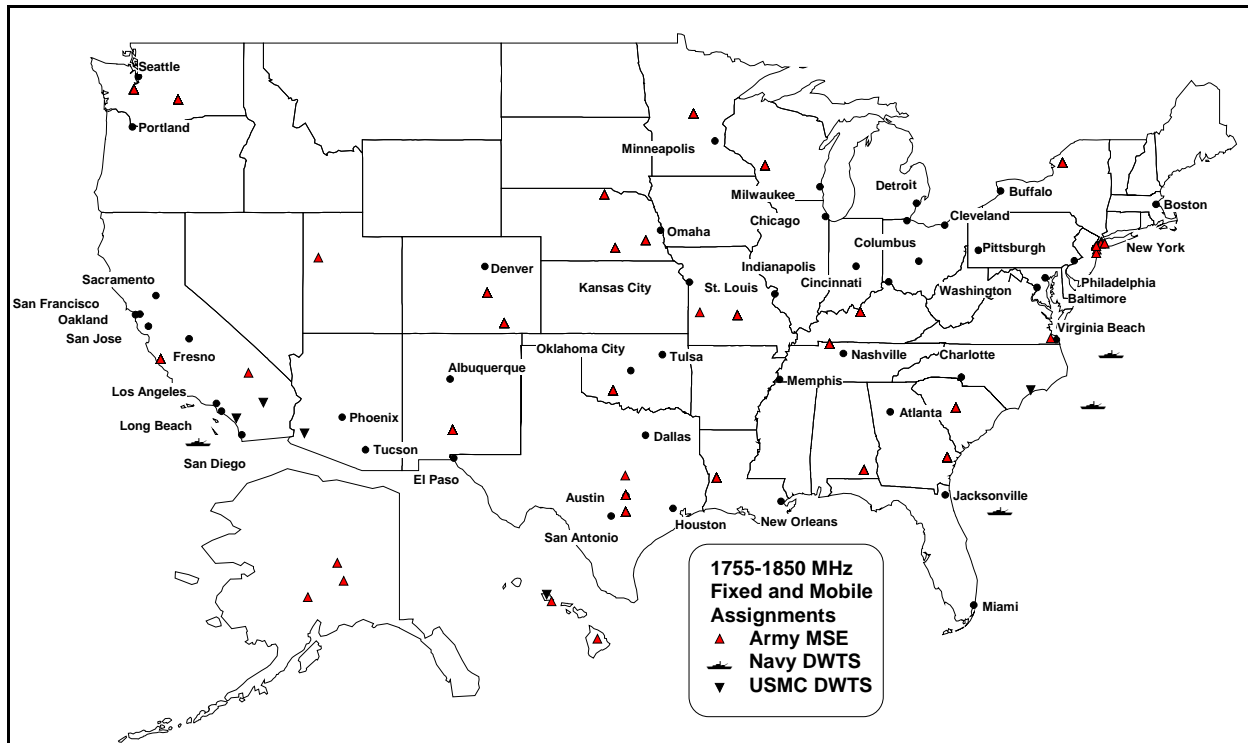 Seattle
Portland
Minneapolis
Milwaukee
Detroit
Buffalo
Boston
Chicago
Cleveland
Omaha
Columbus
Pittsburgh
New York
Denver
Indianapolis
Sacramento
Kansas City
St. Louis
Cincinnati
Washington
Philadelphia
Baltimore
San Francisco
Oakland
San Jose
Virginia Beach
Fresno
Oklahoma City
Tulsa
Nashville
Charlotte
Albuquerque
Memphis
Los Angeles
Long Beach
Phoenix
Atlanta
Dallas
Tucson
San Diego
El Paso
Austin
Jacksonville
Houston
New Orleans
San Antonio
Miami
1755-1850 MHz
Fixed and Mobile
Assignments
Army MSE
Navy DWTS
USMC DWTS